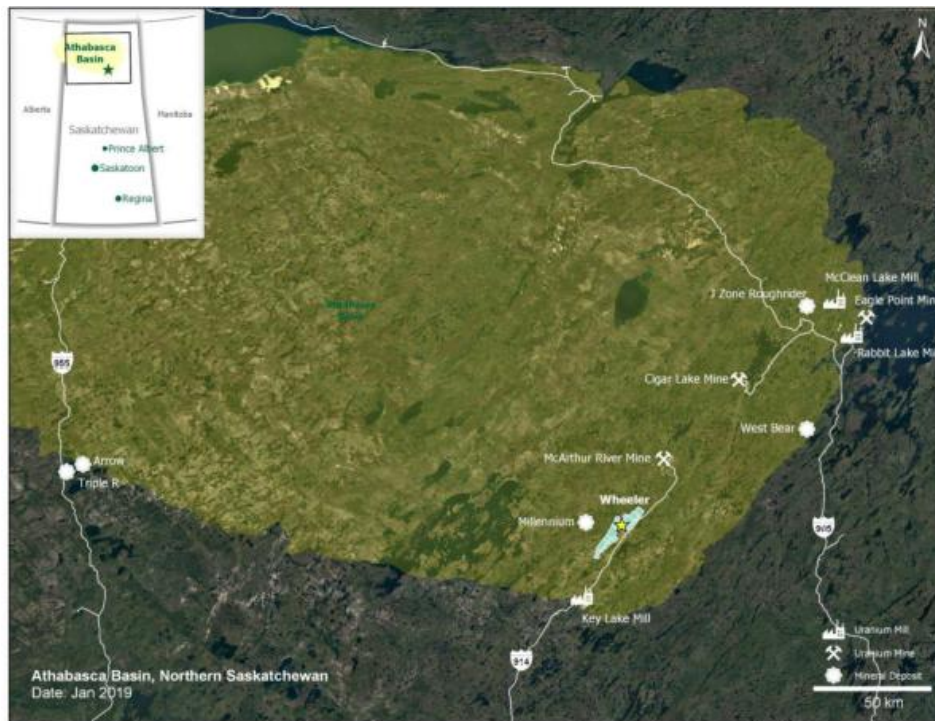 N
Athabasca
Basin
Alberta
Manitoba
Saskatchewan
Prince Albert
Saskatoon
Regina
McClean Lake Mill
J Zone Roughrider
Eagle Point Min
955
Rabbit Lake Mi
Cigar Lake Mine
West Bear
McArthur River Mine
Arrow
Triple R
Wheeler
Millennium
905
Key Lake Mill
914
Uranium Mill
Uranium Mine
Mineral Deposit
Athabasca Basin, Northern Saskatchewan
Date: Jan 2019
50 km